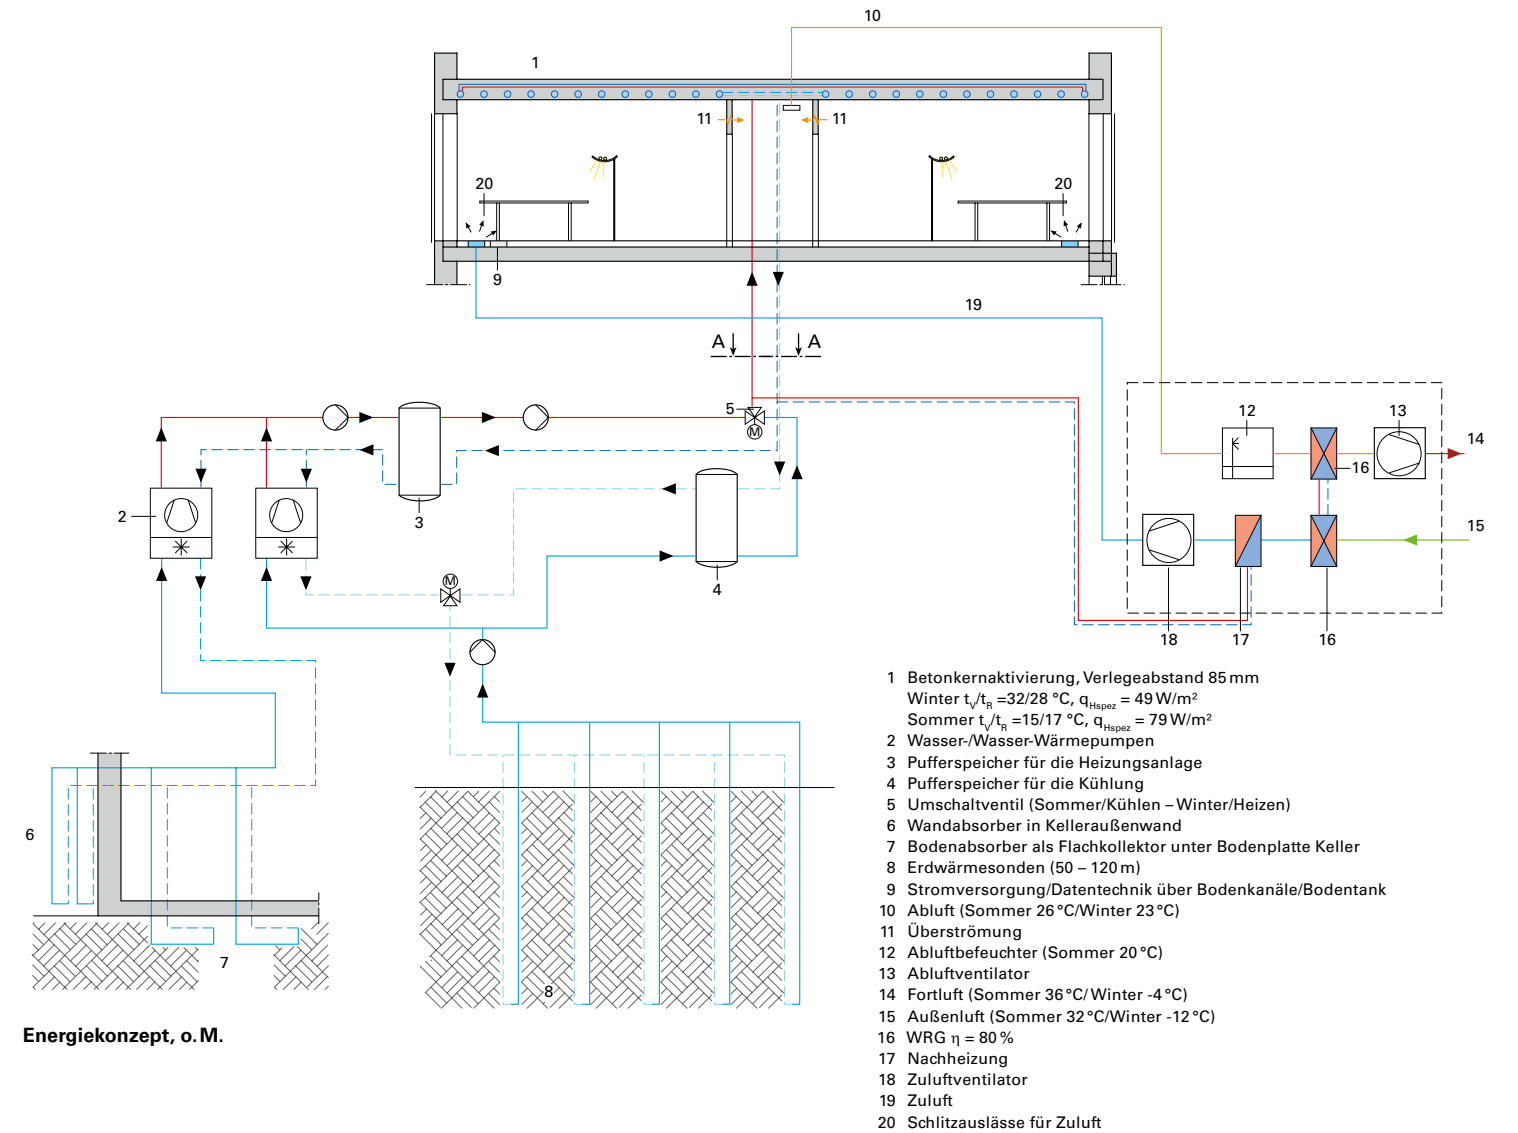 10
1
11
11
20
20
9
19
A
A
5
M
12
13
14
16
2
3
15
M
4
18
17
16
6
7
8
Energiekonzept, o. M.
1 Betonkernaktivierung, Verlegeabstand 85 mm
Winter tV/tR =32/28 °C, qHspez = 49 W/m²
Sommer tV/tR =15/17 °C, qHspez = 79 W/m²
2 Wasser-/Wasser-Wärmepumpen
3 Pufferspeicher für die Heizungsanlage
4 Pufferspeicher für die Kühlung
5 Umschaltventil (Sommer/Kühlen – Winter/Heizen)
6 Wandabsorber in Kelleraußenwand
7 Bodenabsorber als Flachkollektor unter Bodenplatte Keller
8 Erdwärmesonden (50 – 120 m)
9 Stromversorgung/Datentechnik über Bodenkanäle/Bodentank
10 Abluft (Sommer 26 °C/Winter 23 °C)
11 Überströmung
12 Abluftbefeuchter (Sommer 20 °C)
13 Abluftventilator
14 Fortluft (Sommer 36 °C/ Winter -4 °C)
15 Außenluft (Sommer 32 °C/Winter -12 °C)
16 WRG η = 80 %
17 Nachheizung
18 Zuluftventilator
19 Zuluft
20 Schlitzauslässe für Zuluft